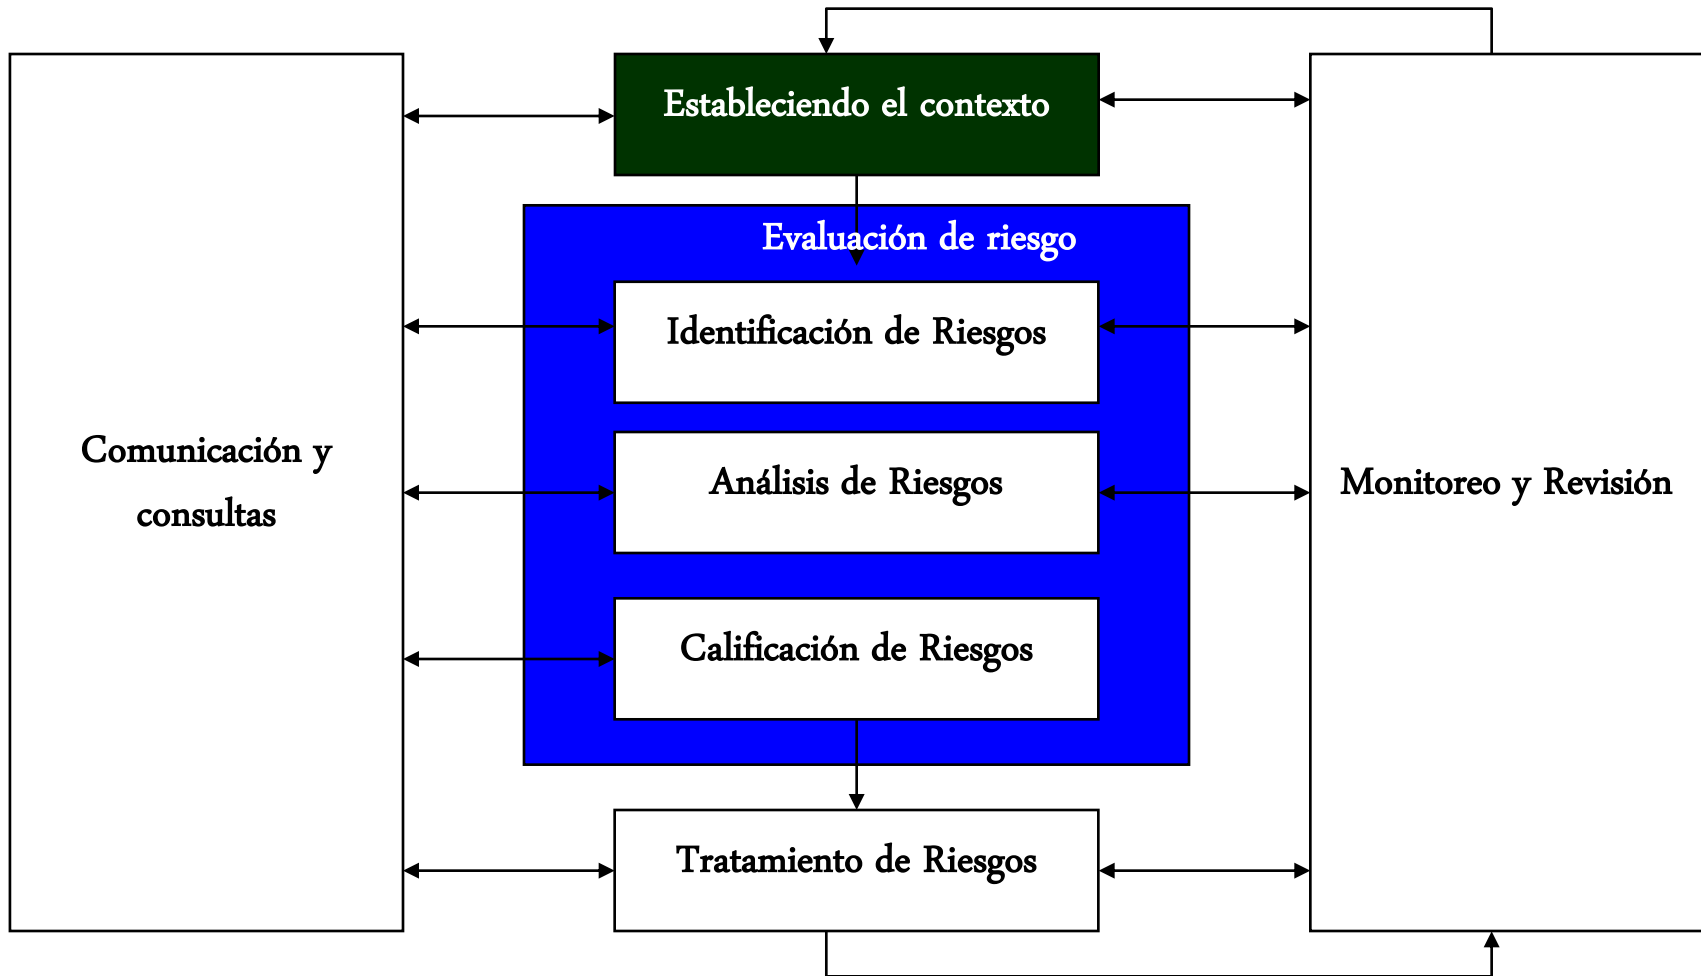 Estableciendo el contexto
Evaluación de riesgo
Identificación de Riesgos
Comunicación y
consultas
Análisis de Riesgos
Monitoreo y Revisión
Calificación de Riesgos
Tratamiento de Riesgos